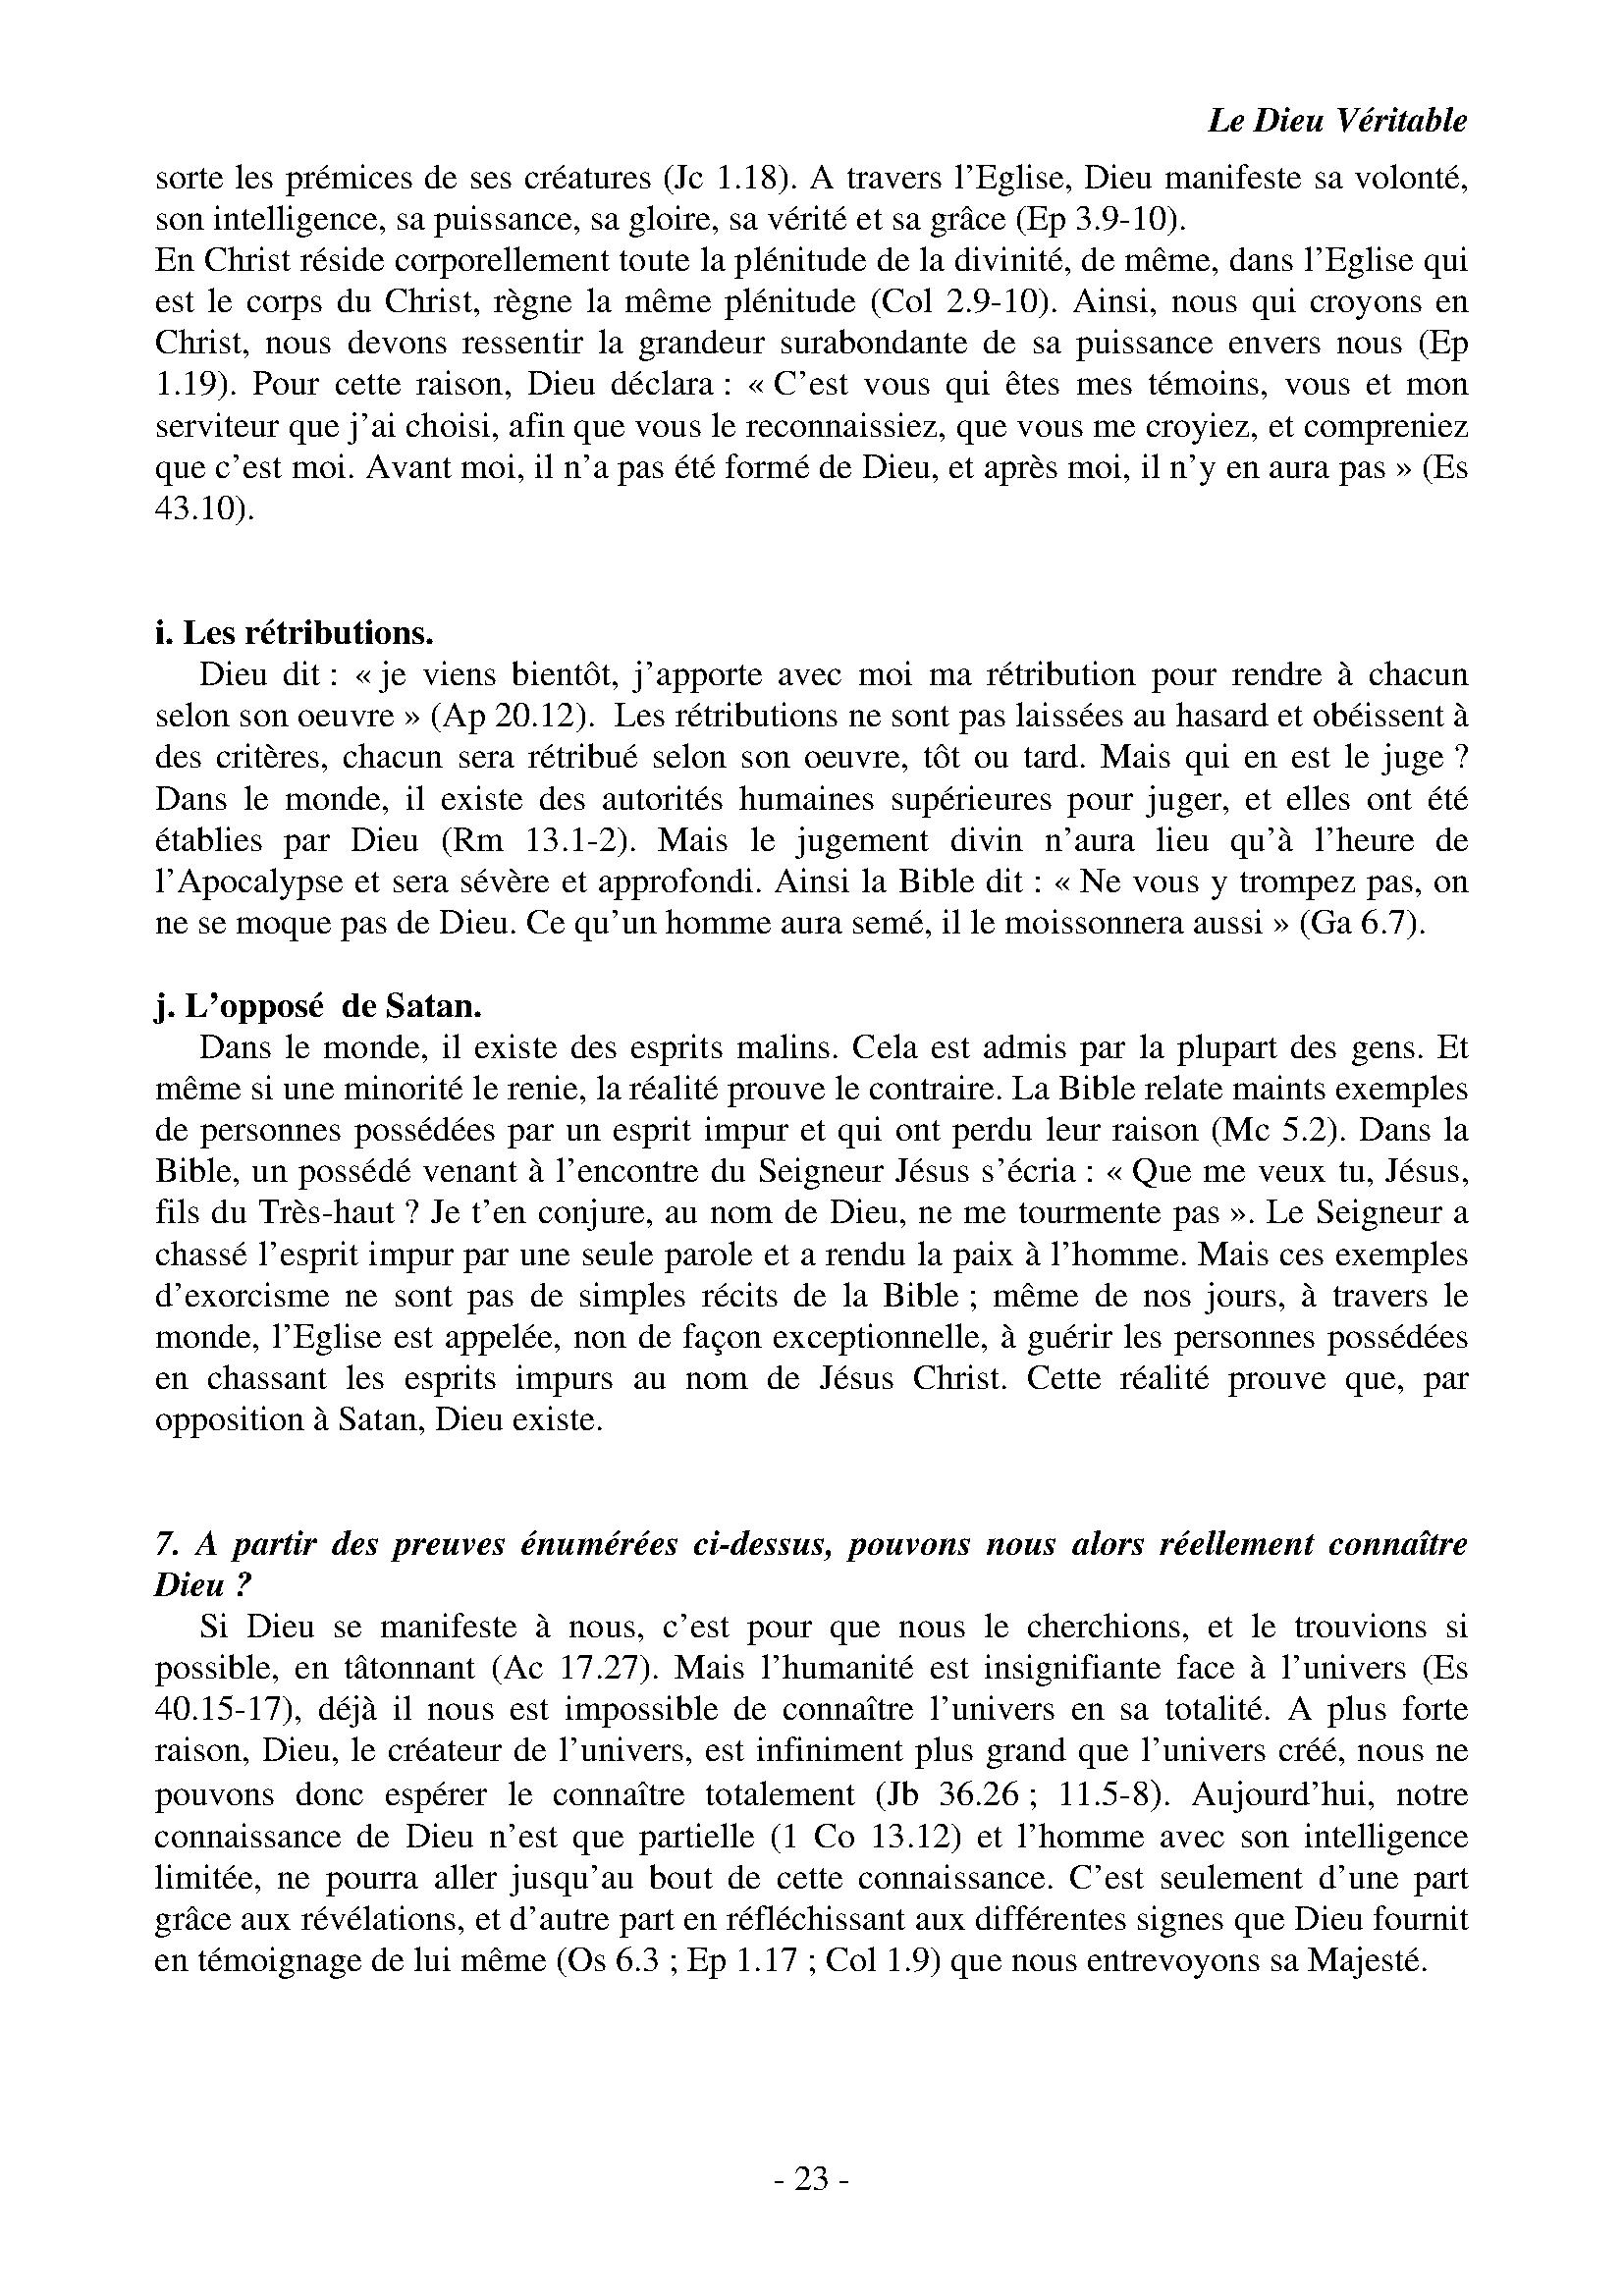 Le Dieu Véritable
sorte les prémices de ses créatures (Jc 1.18). A travers l’Eglise, Dieu manifeste sa volonté,
son intelligence, sa puissance, sa gloire, sa vérité et sa grâce (Ep 3.9-10).
En Christ réside corporellement toute la plénitude de la divinité, de même, dans l’Eglise qui
est le corps du Christ, règne la même plénitude (Col 2.9-10). Ainsi, nous qui croyons en
Christ, nous devons ressentir la grandeur surabondante de sa puissance envers nous (Ep
1.19). Pour cette raison, Dieu déclara : « C’est vous qui êtes mes témoins, vous et mon
serviteur que j’ai choisi, afin que vous le reconnaissiez, que vous me croyiez, et compreniez
que c’est moi. Avant moi, il n’a pas été formé de Dieu, et après moi, il n’y en aura pas » (Es
43.10).
i. Les rétributions.
Dieu dit : « je viens bientôt, j’apporte avec moi ma rétribution pour rendre à chacun
selon son oeuvre » (Ap 20.12).  Les rétributions ne sont pas laissées au hasard et obéissent à
des critères, chacun sera rétribué selon son oeuvre, tôt ou tard. Mais qui en est le juge ?
Dans le monde, il existe des autorités humaines supérieures pour juger, et elles ont été
établies par Dieu (Rm 13.1-2). Mais le jugement divin n’aura lieu qu’à l’heure de
l’Apocalypse et sera sévère et approfondi. Ainsi la Bible dit : « Ne vous y trompez pas, on
ne se moque pas de Dieu. Ce qu’un homme aura semé, il le moissonnera aussi » (Ga 6.7).
j. L’opposé  de Satan.
Dans le monde, il existe des esprits malins. Cela est admis par la plupart des gens. Et
même si une minorité le renie, la réalité prouve le contraire. La Bible relate maints exemples
de personnes possédées par un esprit impur et qui ont perdu leur raison (Mc 5.2). Dans la
Bible, un possédé venant à l’encontre du Seigneur Jésus s’écria : « Que me veux tu, Jésus,
fils du Très-haut ? Je t’en conjure, au nom de Dieu, ne me tourmente pas ». Le Seigneur a
chassé l’esprit impur par une seule parole et a rendu la paix à l’homme. Mais ces exemples
d’exorcisme ne sont pas de simples récits de la Bible ; même de nos jours, à travers le
monde, l’Eglise est appelée, non de façon exceptionnelle, à guérir les personnes possédées
en chassant les esprits impurs au nom de Jésus Christ. Cette réalité prouve que, par
opposition à Satan, Dieu existe.
7. A partir des preuves énumérées ci-dessus, pouvons nous alors réellement connaître
Dieu ?
Si Dieu se manifeste à nous, c’est pour que nous le cherchions, et le trouvions si
possible, en tâtonnant (Ac 17.27). Mais l’humanité est insignifiante face à l’univers (Es
40.15-17), déjà il nous est impossible de connaître l’univers en sa totalité. A plus forte
raison, Dieu, le créateur de l’univers, est infiniment plus grand que l’univers créé, nous ne
pouvons donc espérer le connaître totalement (Jb 36.26 ; 11.5-8). Aujourd’hui, notre
connaissance de Dieu n’est que partielle (1 Co 13.12) et l’homme avec son intelligence
limitée, ne pourra aller jusqu’au bout de cette connaissance. C’est seulement d’une part
grâce aux révélations, et d’autre part en réfléchissant aux différentes signes que Dieu fournit
en témoignage de lui même (Os 6.3 ; Ep 1.17 ; Col 1.9) que nous entrevoyons sa Majesté.
- 23 -